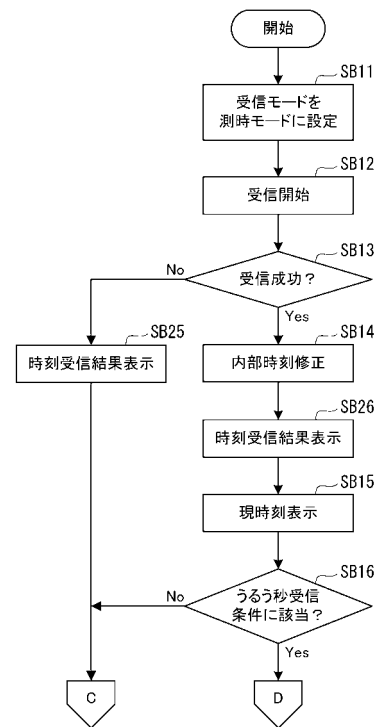 開始
SB11
受信モードを
測時モードに設定
SB12
受信開始
SB13
受信成功？
No
Yes
SB25
時刻受信結果表示
SB14
内部時刻修正
SB26
時刻受信結果表示
SB15
現時刻表示
SB16
うるう秒受信
条件に該当？
No
Yes
C
D